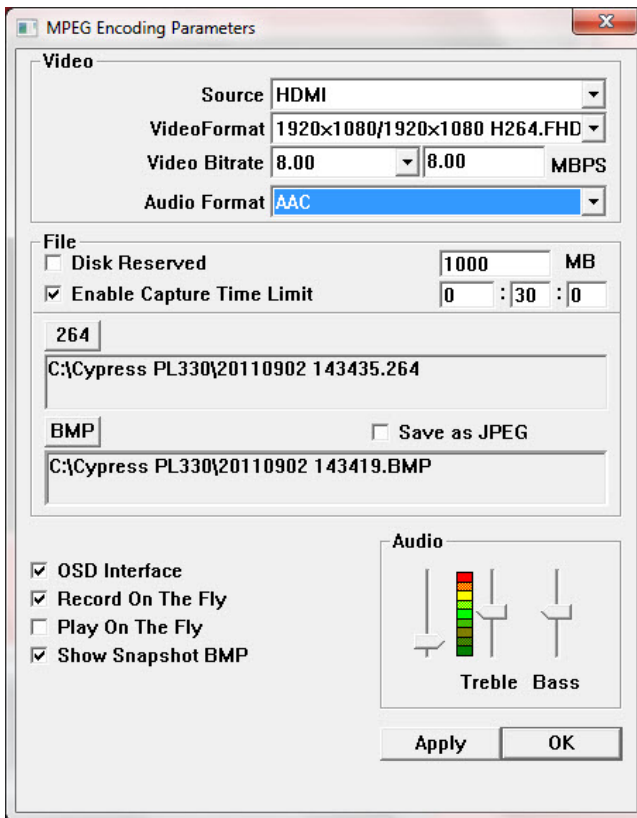 MPEG Encoding Parameters
Video
Source HDMI
VideoFormat 1920x1080/1920x1080 H264.FHD
Video Bitrate 8.00 8.00 MBPS
Audio Format AAC
File
Disk Reserved 1000 MB
Enable Capture Time Limit 0 : 30 : 0
264
C:\Cypress PL330\20110902 143435.264
BMP Save as JPEG
C:\Cypress PL330\20110902 143419.BMP
OSD Interface
Record On The Fly
Play On The Fly
Show Snapshot BMP
Audio
Treble Bass
Apply OK